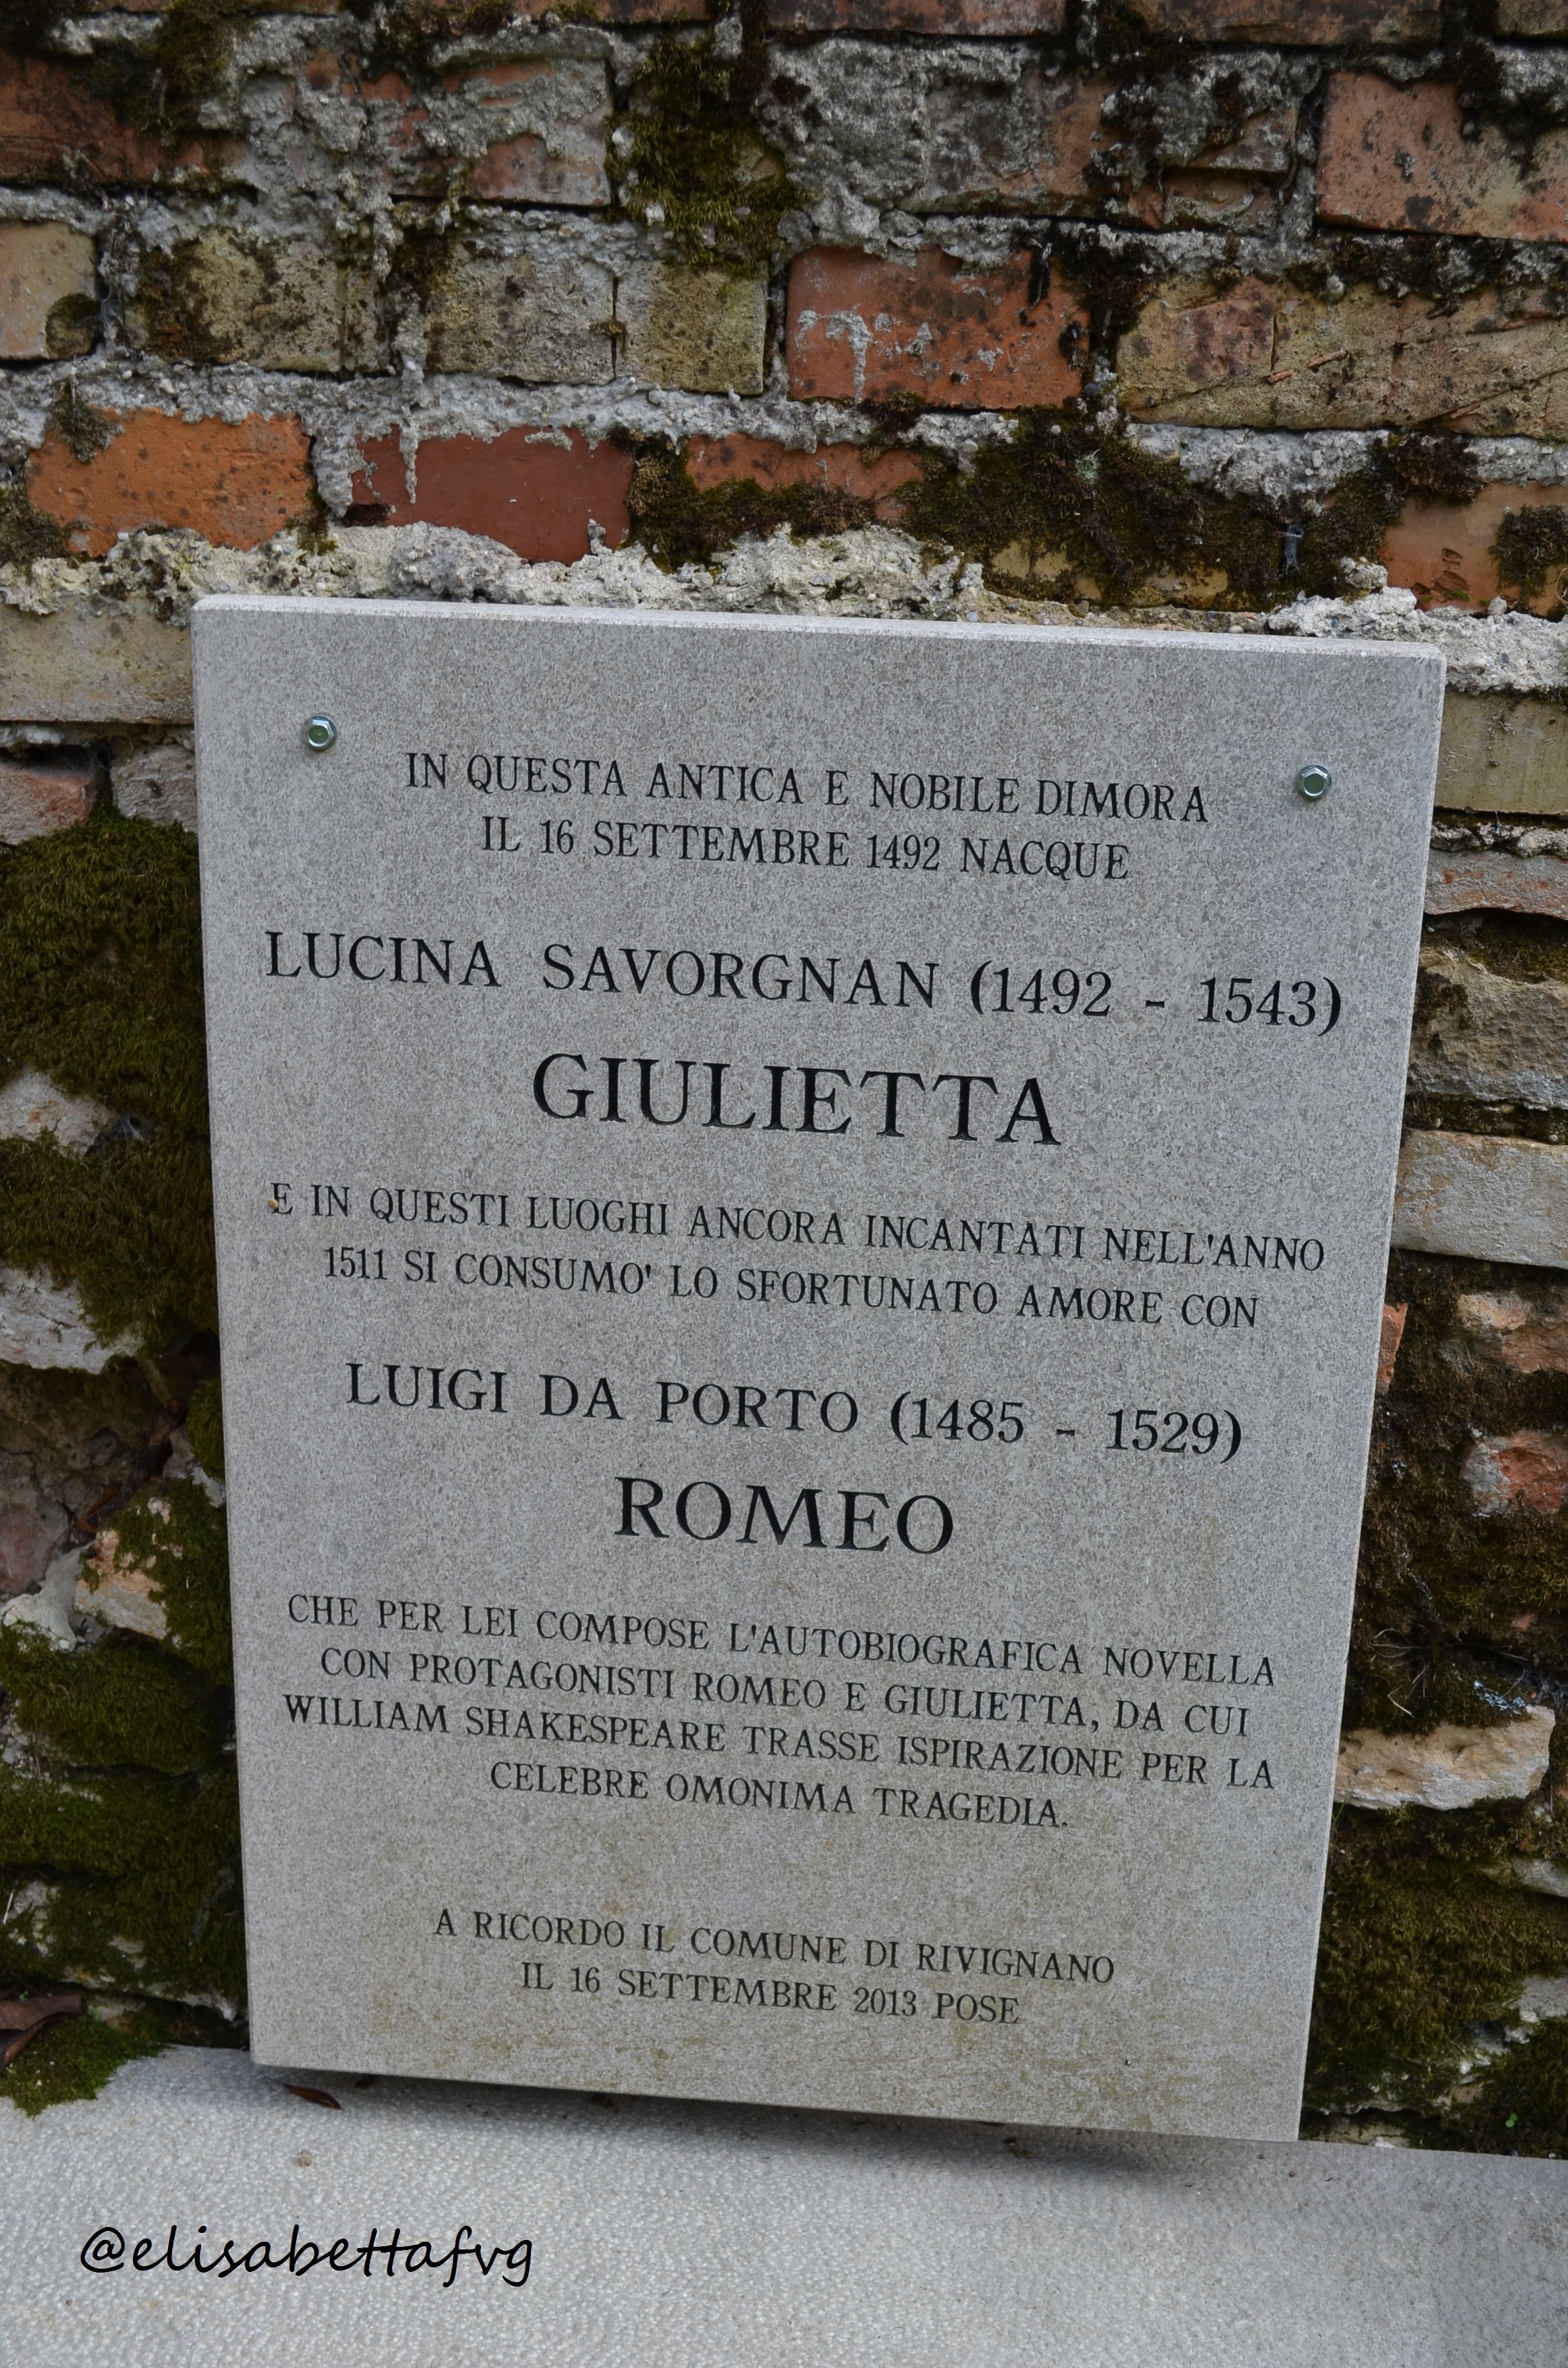 IN QUESTA ANTICA E NOBILE DIMORA
IL 16 SETTEMBRE 1492 NACQUE
LUCINA SAVORGNAN (1492 - 1543)
GIULIETTA
E IN QUESTI LUOGHI ANCORA INCANTATI NELL'ANNO
1511 SI CONSUMO' LO SFORTUNATO AMORE CON
LUIGI DA PORTO (1485 - 1529)
ROMEO
CHE PER LEI COMPOSE L'AUTOBIOGRAFICA NOVELLA
CON PROTAGONISTI ROMEO E GIULIETTA, DA CUI
WILLIAM SHAKESPEARE TRASSE ISPIRAZIONE PER LA
CELEBRE OMONIMA TRAGEDIA.
A RICORDO IL COMUNE DI RIVIGNANO
IL 16 SETTEMBRE 2013 POSE
@elisabettafvg